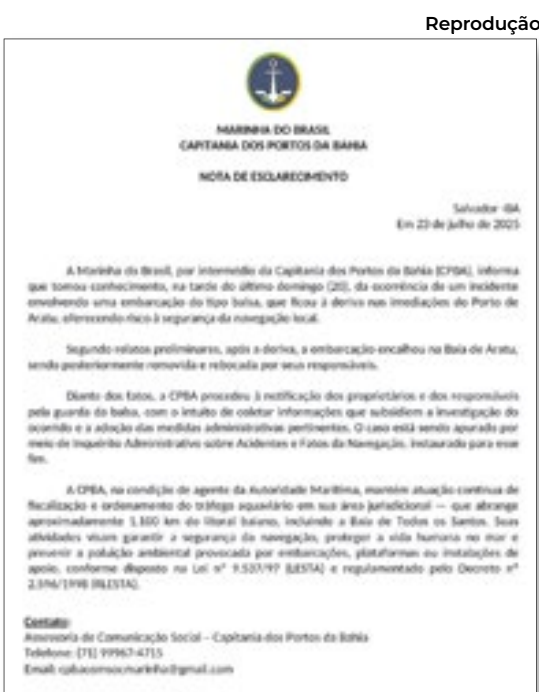 Reprodução
MARINHA DO BRASIL
CAPITANIA DOS PORTOS DA BAHIA
NOTA DE ESCLARECIMENTO
Salvador -BA
Em 23 de julho de 2025
A Marinha do Brasil, por intermédio da Capitania dos Portos da Bahia (CPBA), informa
que tomou conhecimento, na tarde do último domingo (20), da ocorrência de um incidente
envolvendo uma embarcação do tipo balsa, que ficou à deriva nas imediações do Porto de
Aratu, oferecendo risco à segurança da navegação local.
Segundo relatos preliminares, após a deriva, a embarcação encalhou na Baía de Aratu,
sendo posteriormente removida e rebocada por seus responsáveis.
Diante dos fatos, a CPBA procedeu à notificação dos proprietários e dos responsáveis
pela guarda da balsa, com o intuito de coletar informações que subsidiem a investigação do
ocorrido e a adoção das medidas administrativas pertinentes. O caso está sendo apurado por
meio de Inquérito Administrativo sobre Acidentes e Fatos da Navegação, instaurado para esse
fim.
A CPBA, na condição de agente da Autoridade Marítima, mantém atuação contínua de
fiscalização e ordenamento do tráfego aquaviário em sua área jurisdicional — que abrange
aproximadamente 1.100 km do litoral baiano, incluindo a Baía de Todos os Santos. Suas
atividades visam garantir a segurança da navegação, proteger a vida humana no mar e
prevenir a poluição ambiental provocada por embarcações, plataformas ou instalações de
apoio, conforme disposto na Lei n° 9.537/97 (LESTA) e regulamentado pelo Decreto n°
2.596/1998 (RLESTA).
Contato:
Assessoria de Comunicação Social – Capitania dos Portos da Bahia
Telefone: (71) 99967-4715
Email: cpbacomsocmarinha@gmail.com